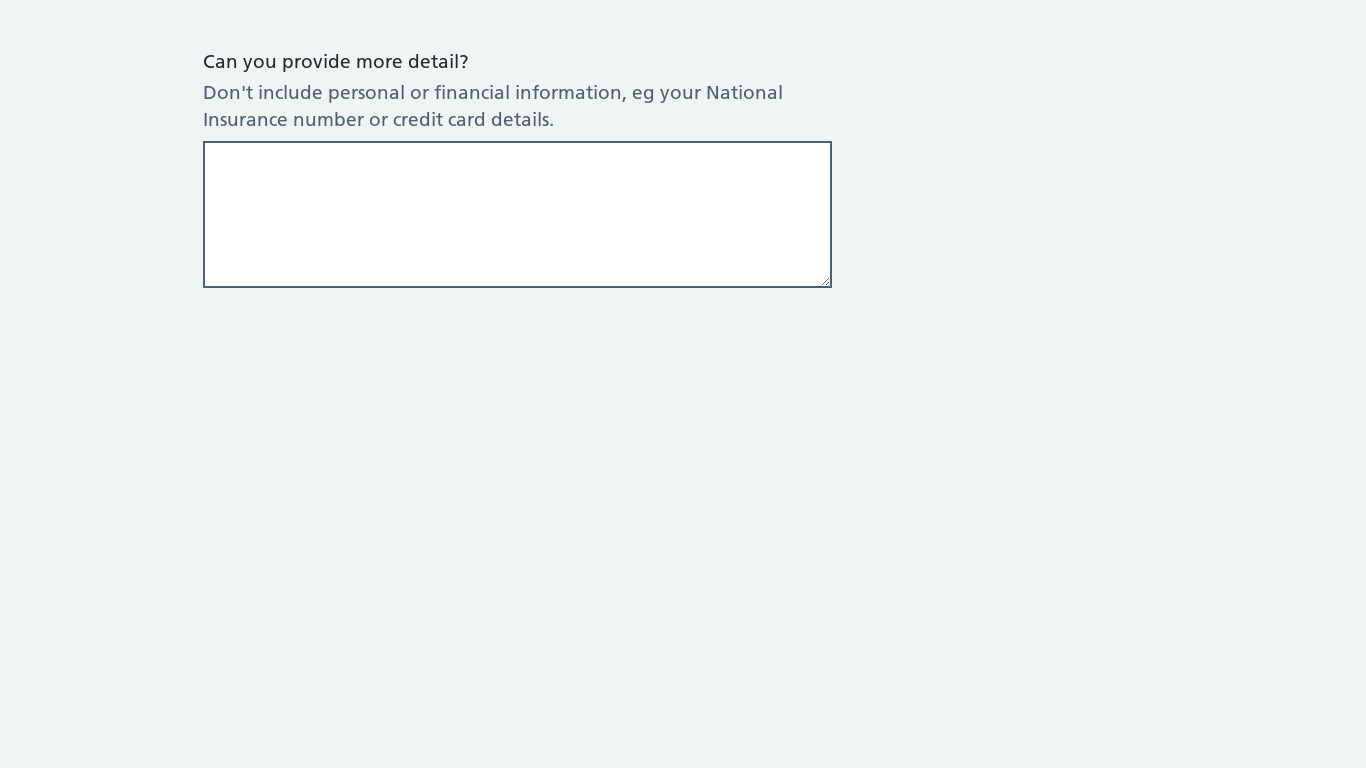 Can you provide more detail?
Don't include personal or financial information, eg your National
Insurance number or credit card details.